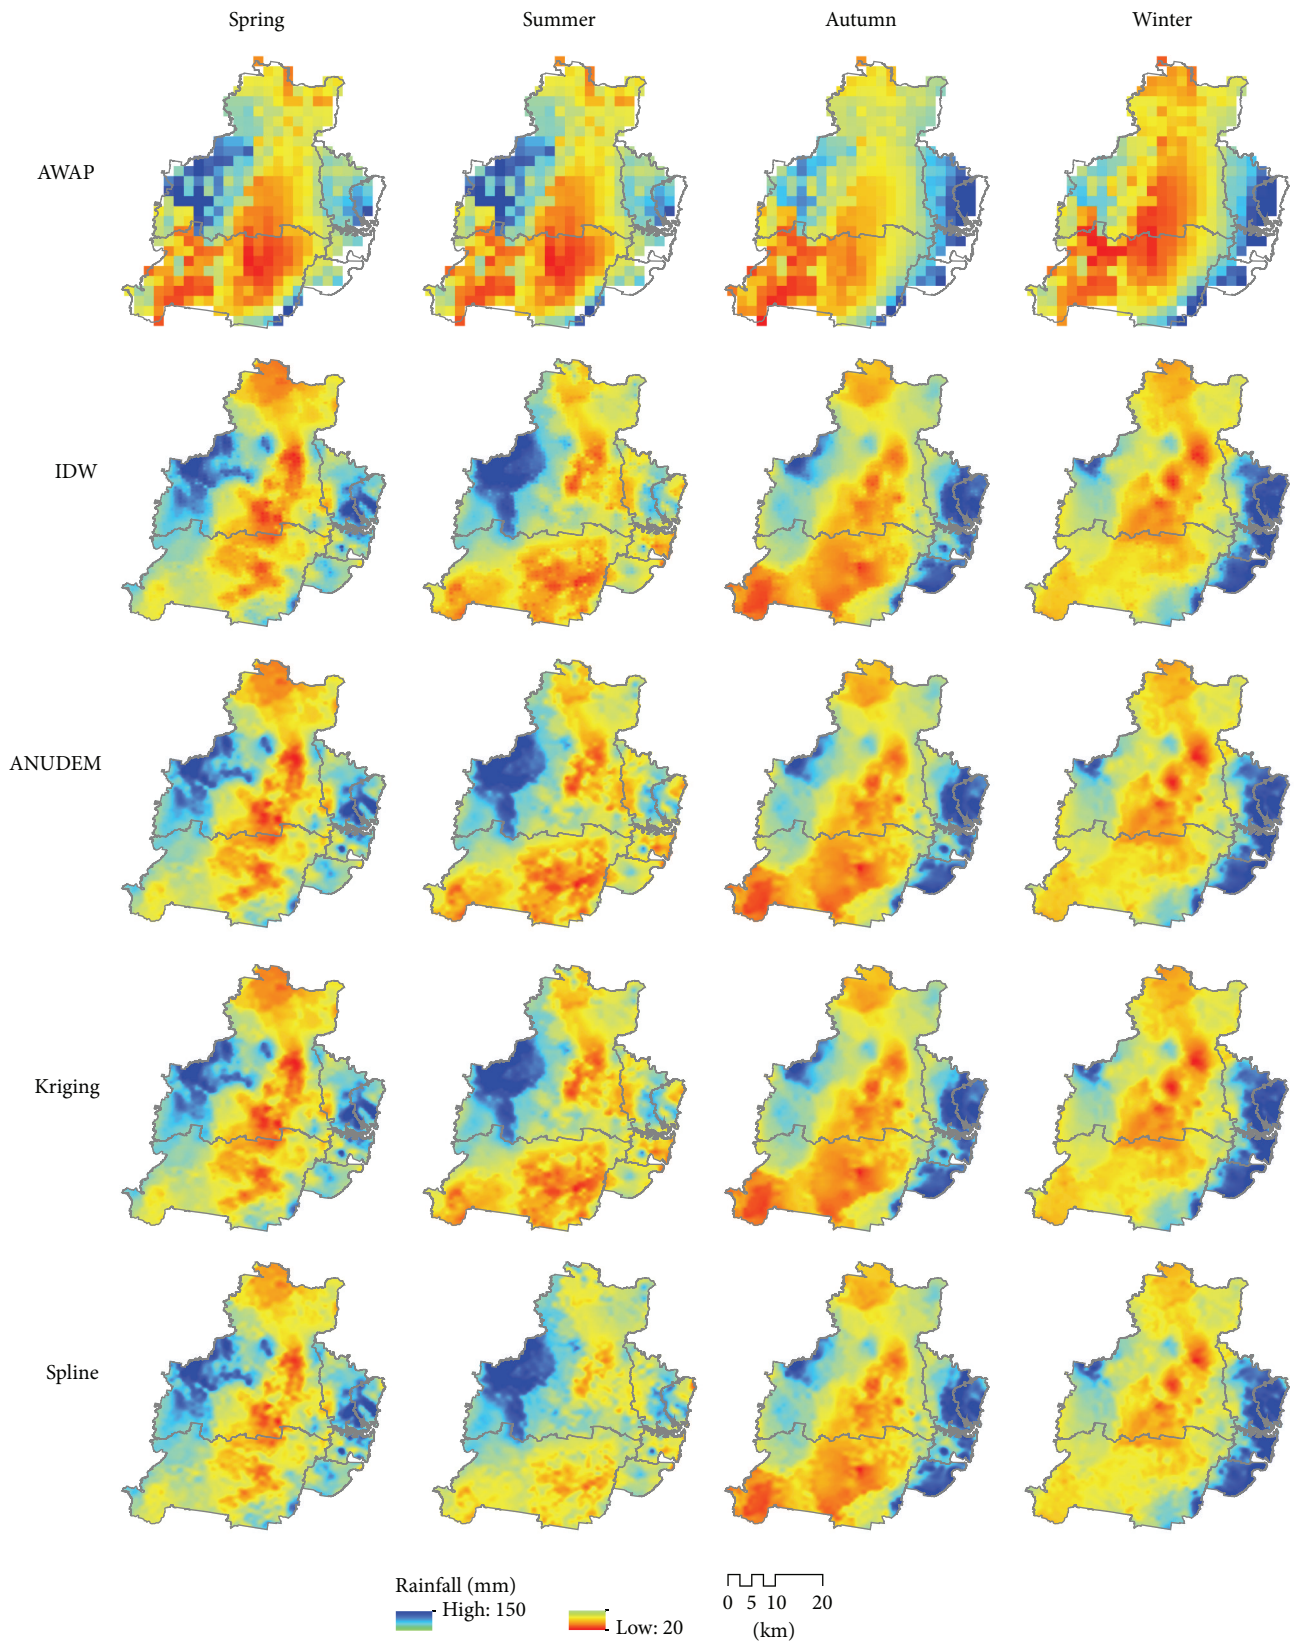 Spring Summer Autumn Winter
AWAP
IDW
ANUDEM
Kriging
Spline
Rainfall (mm)
High: 150
Low: 20
0 5 10 20
(km)